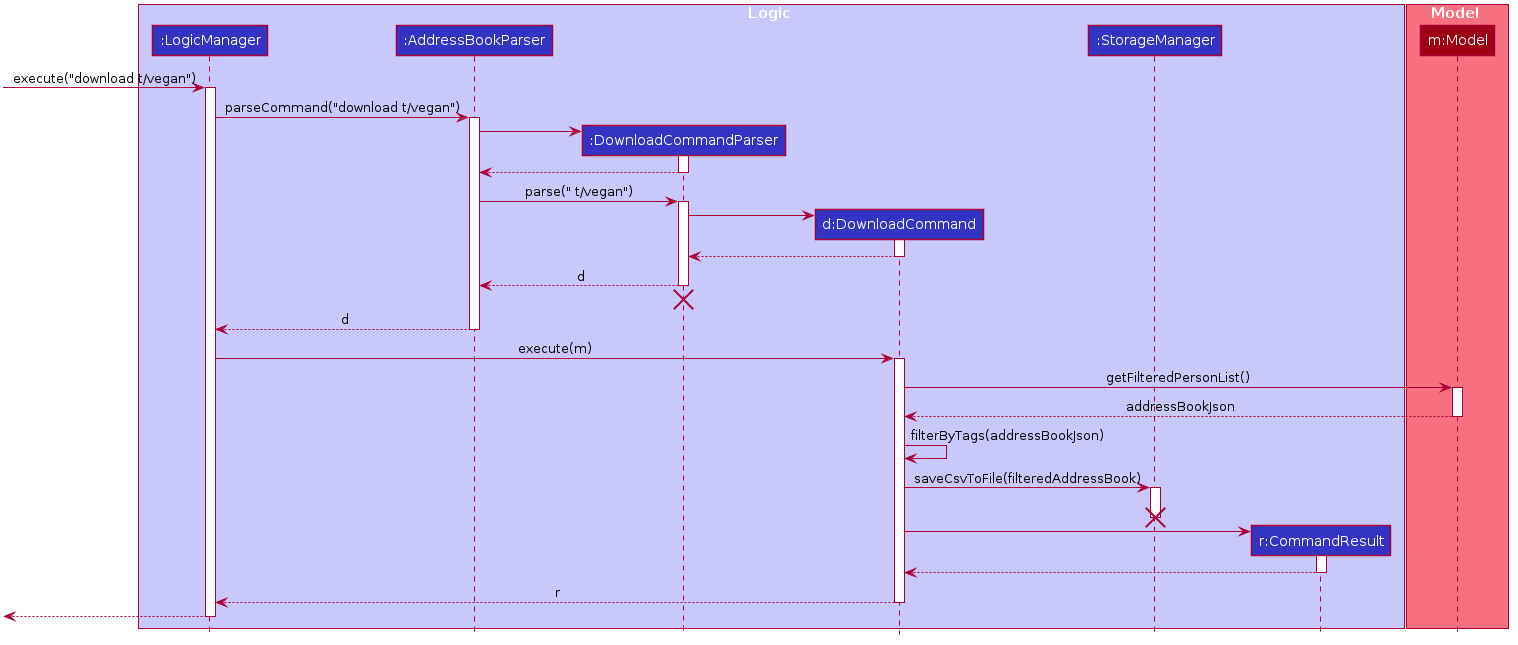 Logic
Model
:LogicManager
:AddressBookParser
:StorageManager
m:Model
execute("download t/vegan")
parseCommand("download t/vegan")
:DownloadCommandParser
parse(" t/vegan")
d:DownloadCommand
d
d
execute(m)
getFilteredPersonList()
addressBookJson
filterByTags(addressBookJson)
saveCsvToFile(filteredAddressBook)
r:CommandResult
r